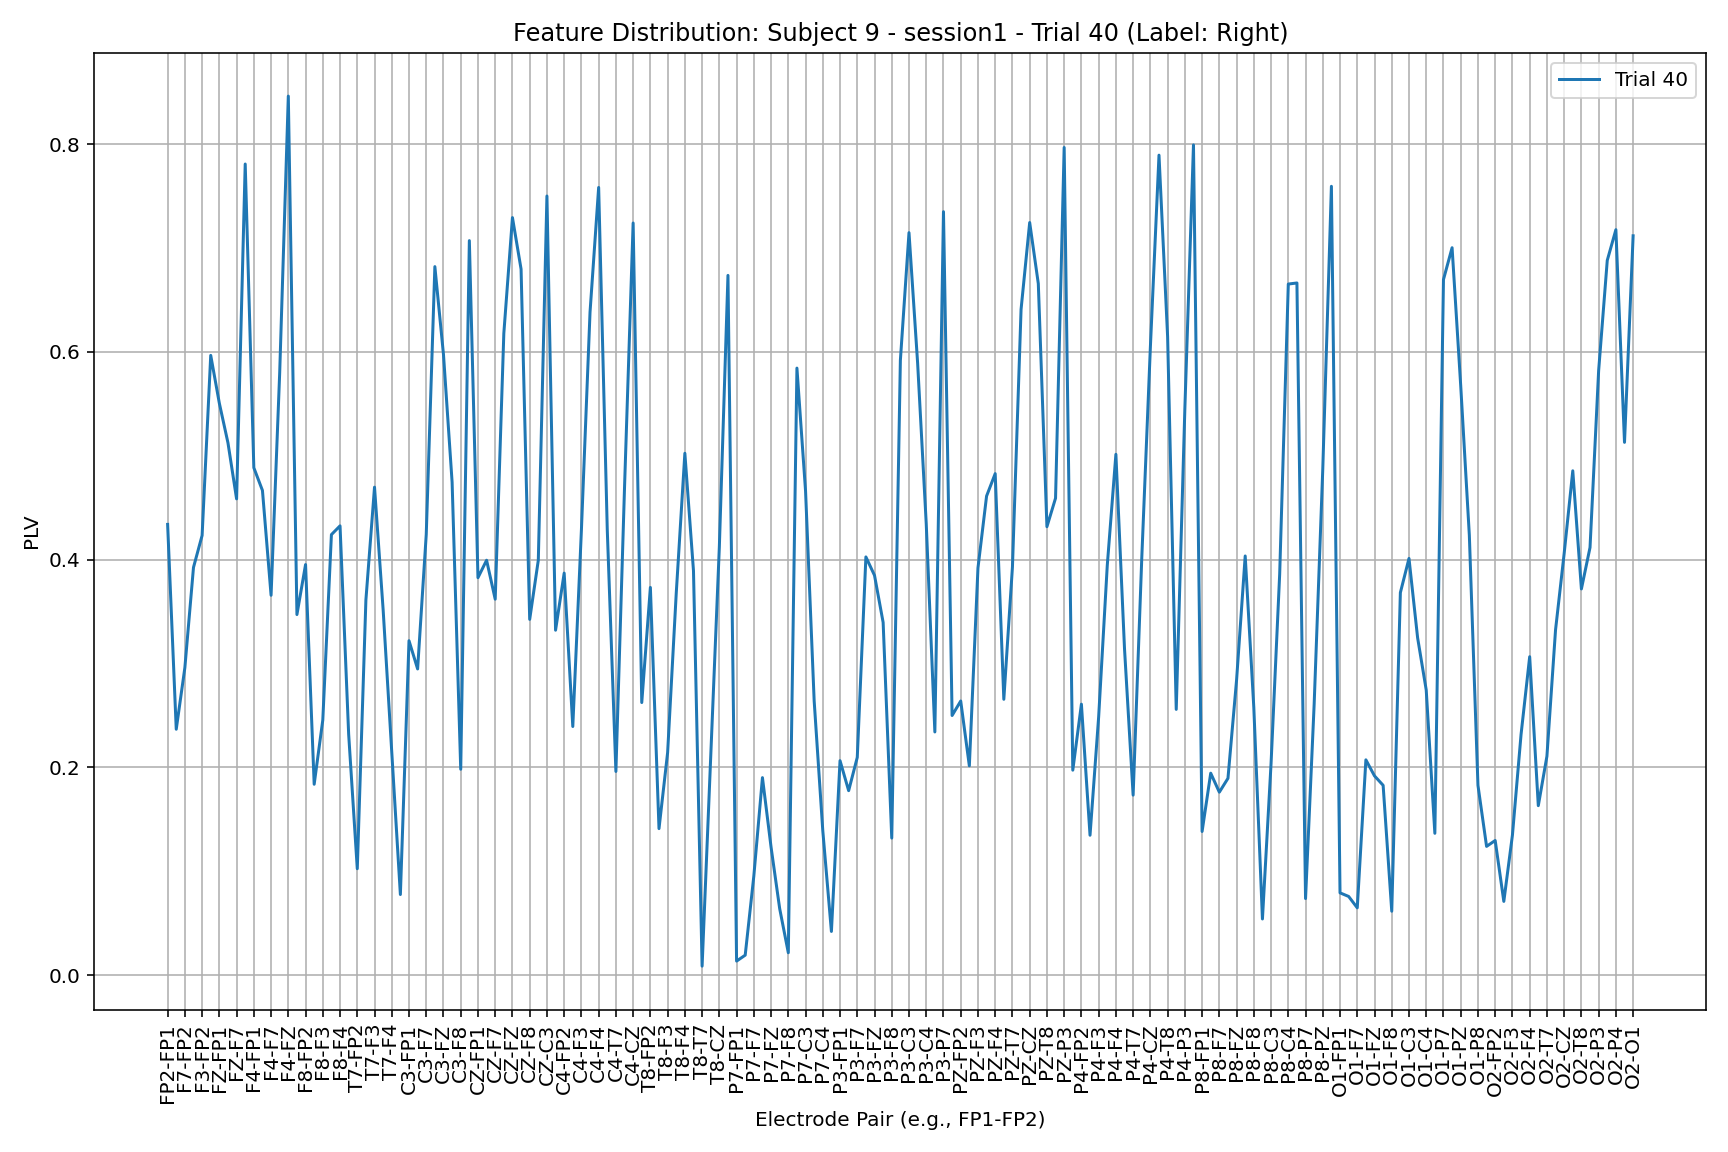 Feature Distribution: Subject 9 - session1 - Trial 40 (Label: Right)
Trial 40
PLV
0.8
0.6
0.4
0.2
0.0
FP2-FP1
F7-FP2
F3-FP2
FZ-FP1
FZ-F7
F4-FP1
F4-F7
F4-FZ
F8-FP2
F8-F3
F8-F4
T7-FP2
T7-F3
T7-F4
C3-FP1
C3-F7
C3-FZ
C3-F8
CZ-FP1
CZ-F7
CZ-FZ
CZ-F8
CZ-C3
C4-FP2
C4-F3
C4-F4
C4-T7
C4-CZ
T8-FP2
T8-F3
T8-F4
T8-T7
T8-CZ
P7-FP1
P7-F7
P7-FZ
P7-F8
P7-C3
P7-C4
P3-FP1
P3-F7
P3-FZ
P3-F8
P3-C3
P3-C4
P3-P7
PZ-FP2
PZ-F3
PZ-F4
PZ-T7
PZ-CZ
PZ-T8
PZ-P3
P4-FP2
P4-F3
P4-F4
P4-T7
P4-CZ
P4-T8
P4-P3
P8-FP1
P8-F7
P8-FZ
P8-F8
P8-C3
P8-C4
P8-P7
P8-PZ
O1-FP1
O1-F7
O1-FZ
O1-F8
O1-C3
O1-C4
O1-P7
O1-PZ
O1-P8
O2-FP2
O2-F3
O2-F4
O2-T7
O2-CZ
O2-T8
O2-P3
O2-P4
O2-O1
Electrode Pair (e.g., FP1-FP2)